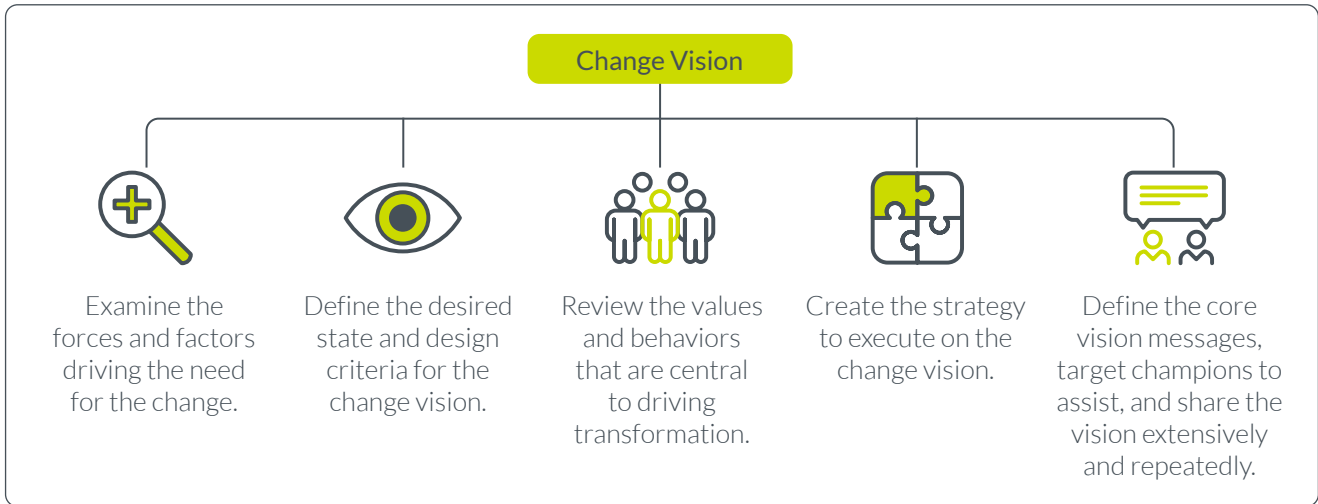 Change Vision
Examine the
forces and factors
driving the need
for the change.
Define the desired
state and design
criteria for the
change vision.
Review the values
and behaviors
that are central
to driving
transformation.
Create the strategy
to execute on the
change vision.
Define the core
vision messages,
target champions to
assist, and share the
vision extensively
and repeatedly.